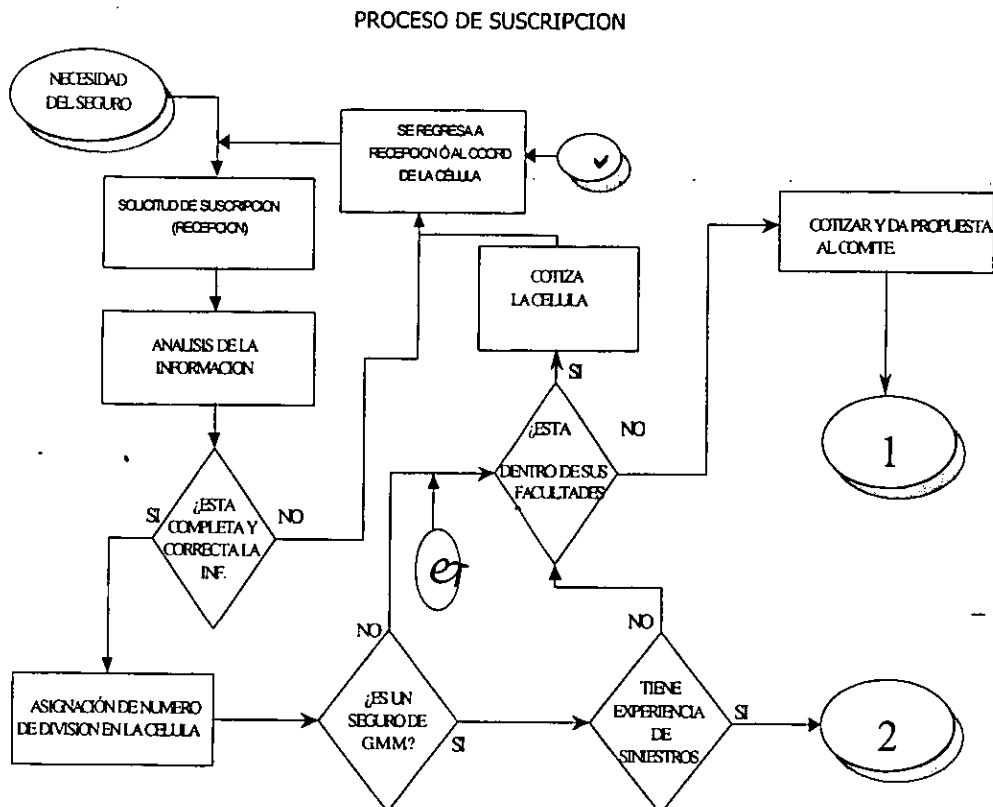 PROCESO DE SUSCRIPCION
NECESIDAD
DEL SEGURO
SE REGRESA A
RECEPCION Ó AL COORD
DE LA CÉLULA
SOLICITUD DE SUSCRIPCION
(RECEPCION)
COTIZAR Y DA PROPUESTA
AL COMITE.
COTIZA
LA CELULA
ANALISIS DE LA
INFORMACION
SI
¿ESTA
DENTRO DE SUS
FACULTADES
NO
1
SI
¿ESTA
COMPLETA Y
CORRECTA LA
INF.
NO
NO
NO
ASIGNACIÓN DE NUMERO
DE DIVISION EN LA CELULA
¿ES UN
SEGURO DE
GMM?
SI
TIENE
EXPERIENCIA
DE
SINIESTROS
SI
2